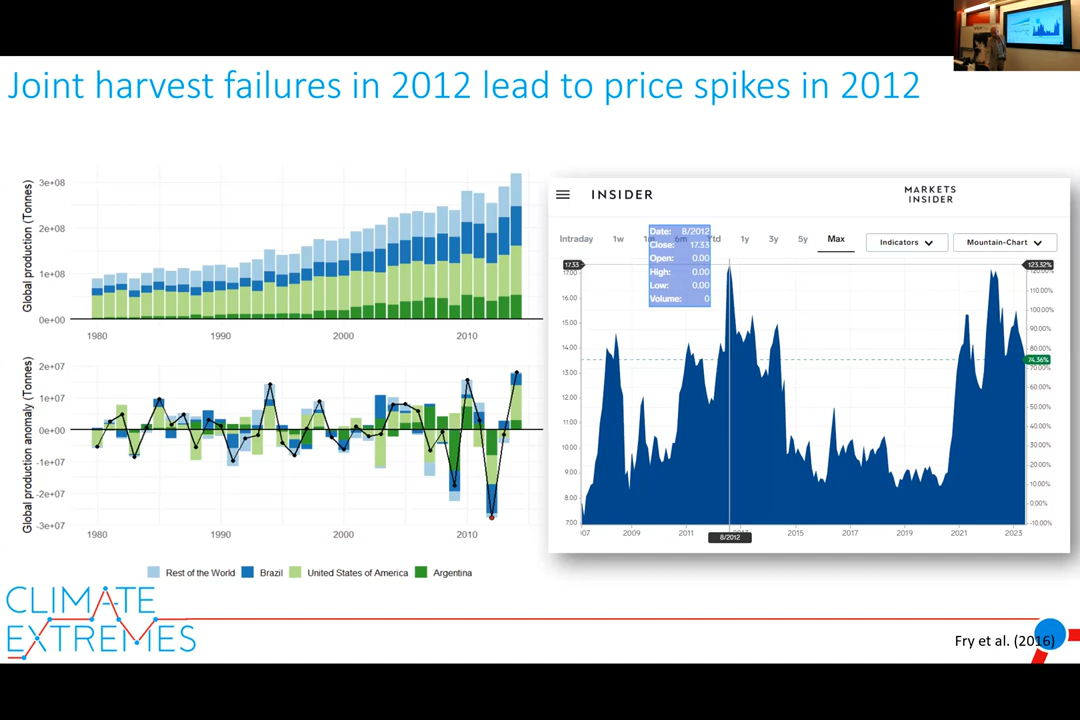 Joint harvest failures in 2012 lead to price spikes in 2012
Global production (Tonnes)
3e+08
2e+08
1e+08
0e+00
1980
1990
2000
2010
Global production anomaly (Tonnes)
2e+07
1e+07
0e+00
-1e+07
-2e+07
-3e+07
1980
1990
2000
2010
Rest of the World
Brazil
United States of America
Argentina
INSIDER
MARKETS
INSIDER
Intraday
1w
1m
6m
Ytd
1y
3y
5y
Max
Indicators
Mountain-Chart
Date: 8/2012
Close: 17.33
Open: 0.00
High: 0.00
Low: 0.00
Volume: 0
17.33
17.00
16.00
15.00
14.00
13.00
12.00
11.00
10.00
9.00
8.00
7.00
123.32%
120.00%
110.00%
100.00%
90.00%
80.00%
74.36%
70.00%
60.00%
50.00%
40.00%
30.00%
20.00%
10.00%
0.00%
-10.00%
'07
2009
2011
8/2012
2015
2017
2019
2021
2023
CLIMATE
EXTREMES
Fry et al. (2016)